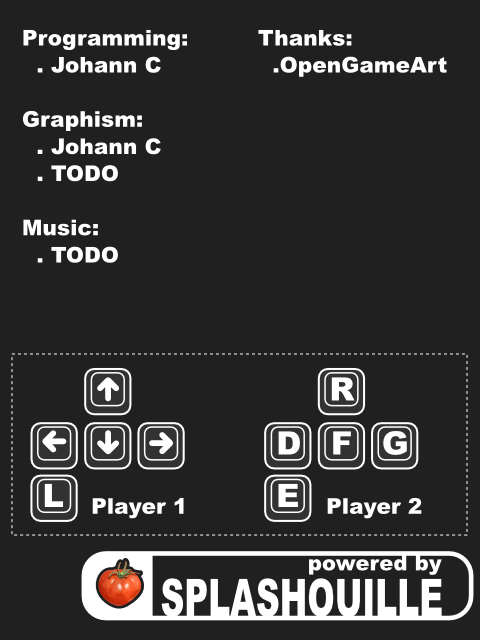 Programming:
. Johann C
Graphism:
. Johann C
. TODO
Music:
. TODO
Thanks:
.OpenGameArt
↑
← ↓ →
L Player 1
R
D F G
E Player 2
powered by
SPLASHOUILLE